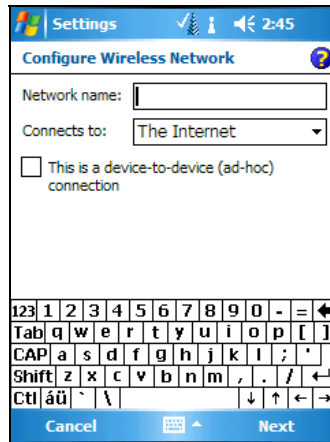 Settings 2:45
Configure Wireless Network ?
Network name:
Connects to: The Internet
This is a device-to-device (ad-hoc)
connection
123 1 2 3 4 5 6 7 8 9 0 - = ←
Tab q w e r t y u i o p [ ]
CAP a s d f g h j k l ; '
Shift z x c v b n m , . / ↵
Ctl áü ` \ ↓ ↑ ← →
Cancel Next